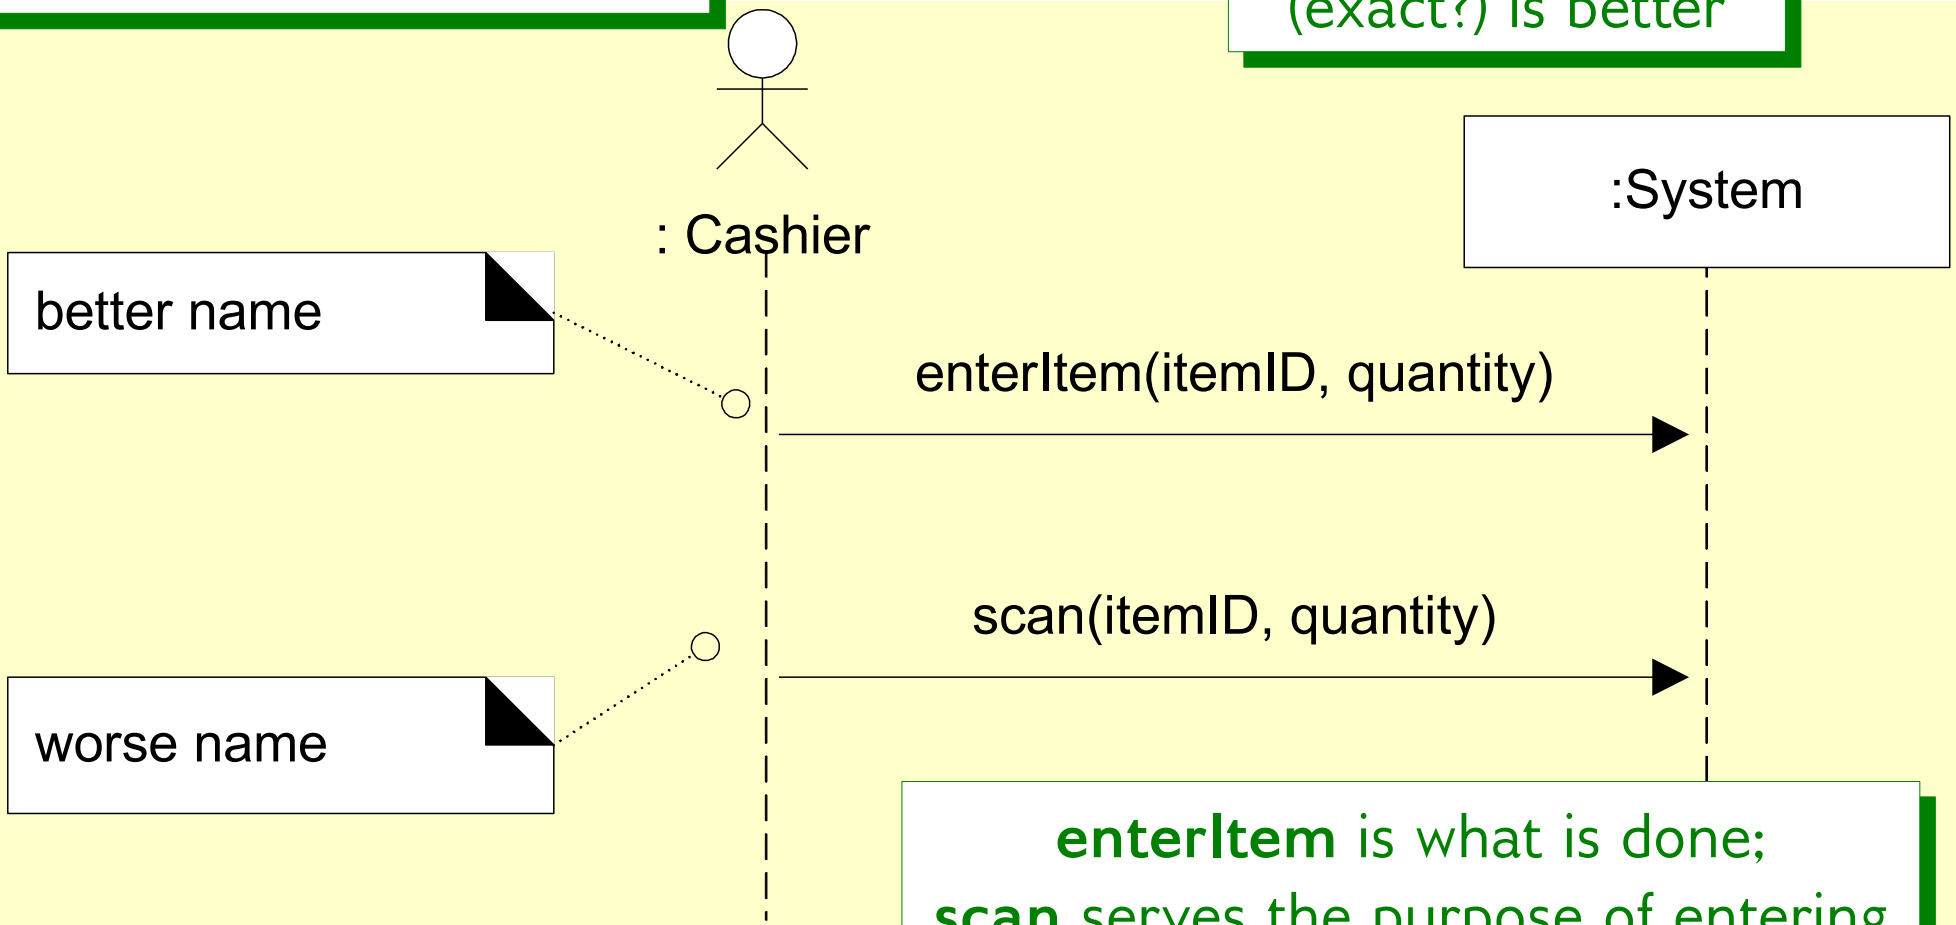 (exact?) is better
:System
: Cashier
better name
enterItem(itemID, quantity)
scan(itemID, quantity)
worse name
enterItem is what is done;
scan serves the purpose of entering